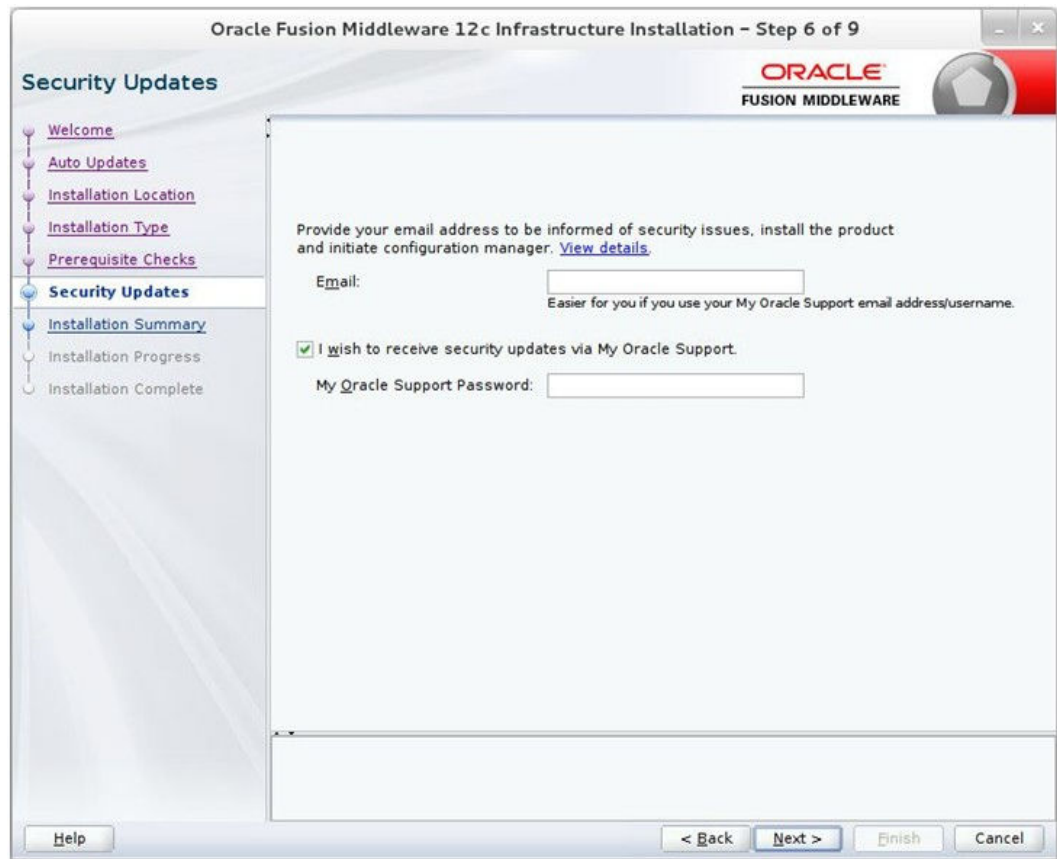 Oracle Fusion Middleware 12c Infrastructure Installation – Step 6 of 9
Security Updates
ORACLE
FUSION MIDDLEWARE
Welcome
Auto Updates
Installation Location
Installation Type
Prerequisite Checks
Security Updates
Installation Summary
Installation Progress
Installation Complete
Provide your email address to be informed of security issues, install the product
and initiate configuration manager. View details.
Email:
Easier for you if you use your My Oracle Support email address/username.
I wish to receive security updates via My Oracle Support.
My Oracle Support Password:
Help
< Back
Next >
Finish
Cancel